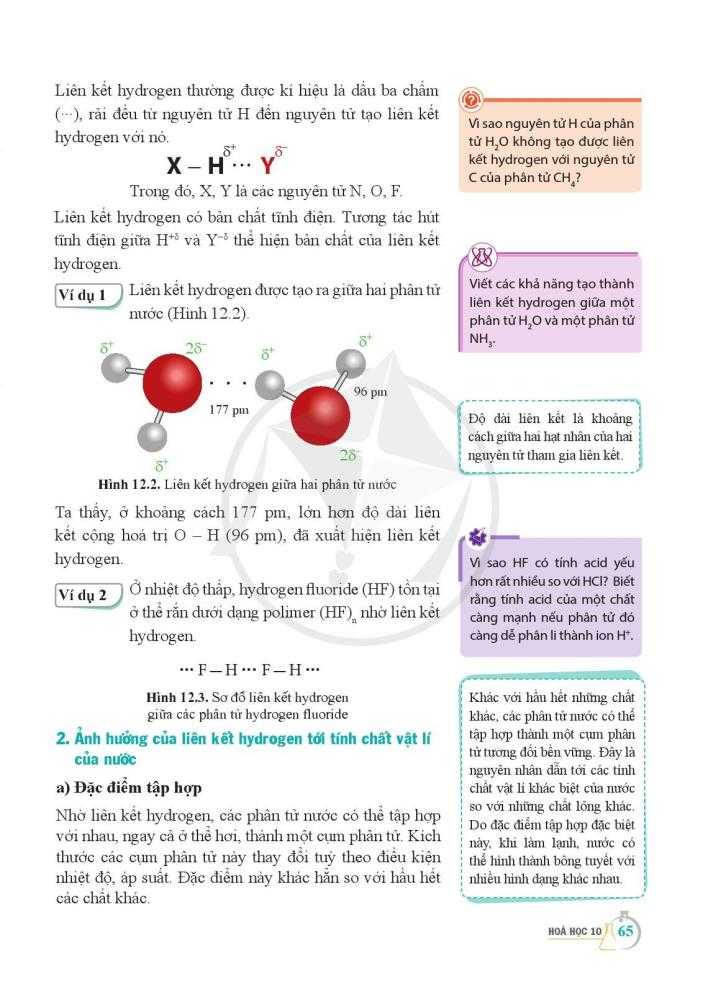 Liên kết hydrogen thường được kí hiệu là dấu ba chấm
(···), rải đều từ nguyên tử H đến nguyên tử tạo liên kết
hydrogen với nó.
X – Hδ+ ··· Yδ–
Trong đó, X, Y là các nguyên tử N, O, F.
Liên kết hydrogen có bản chất tĩnh điện. Tương tác hút
tĩnh điện giữa H+δ và Y–δ thể hiện bản chất của liên kết
hydrogen.
Ví dụ 1
Liên kết hydrogen được tạo ra giữa hai phân tử
nước (Hình 12.2).
δ+ 2δ– δ+ δ+
· · ·
177 pm
96 pm
δ+ 2δ–
Hình 12.2. Liên kết hydrogen giữa hai phân tử nước
Ta thấy, ở khoảng cách 177 pm, lớn hơn độ dài liên
kết cộng hoá trị O – H (96 pm), đã xuất hiện liên kết
hydrogen.
Ví dụ 2
Ở nhiệt độ thấp, hydrogen fluoride (HF) tồn tại
ở thể rắn dưới dạng polimer (HF)n nhờ liên kết
hydrogen.
··· F – H ··· F – H ···
Hình 12.3. Sơ đồ liên kết hydrogen
giữa các phân tử hydrogen fluoride
2. Ảnh hưởng của liên kết hydrogen tới tính chất vật lí
của nước
a) Đặc điểm tập hợp
Nhờ liên kết hydrogen, các phân tử nước có thể tập hợp
với nhau, ngay cả ở thể hơi, thành một cụm phân tử. Kích
thước các cụm phân tử này thay đổi tuỳ theo điều kiện
nhiệt độ, áp suất. Đặc điểm này khác hẳn so với hầu hết
các chất khác.
?
Vì sao nguyên tử H của phân
tử H2O không tạo được liên
kết hydrogen với nguyên tử
C của phân tử CH4?
Viết các khả năng tạo thành
liên kết hydrogen giữa một
phân tử H2O và một phân tử
NH3.
Độ dài liên kết là khoảng
cách giữa hai hạt nhân của hai
nguyên tử tham gia liên kết.
Vì sao HF có tính acid yếu
hơn rất nhiều so với HCl? Biết
rằng tính acid của một chất
càng mạnh nếu phân tử đó
càng dễ phân li thành ion H+.
Khác với hầu hết những chất
khác, các phân tử nước có thể
tập hợp thành một cụm phân
tử tương đối bền vững. Đây là
nguyên nhân dẫn tới các tính
chất vật lí khác biệt của nước
so với những chất lỏng khác.
Do đặc điểm tập hợp đặc biệt
này, khi làm lạnh, nước có
thể hình thành bông tuyết với
nhiều hình dạng khác nhau.
HOÁ HỌC 10 65